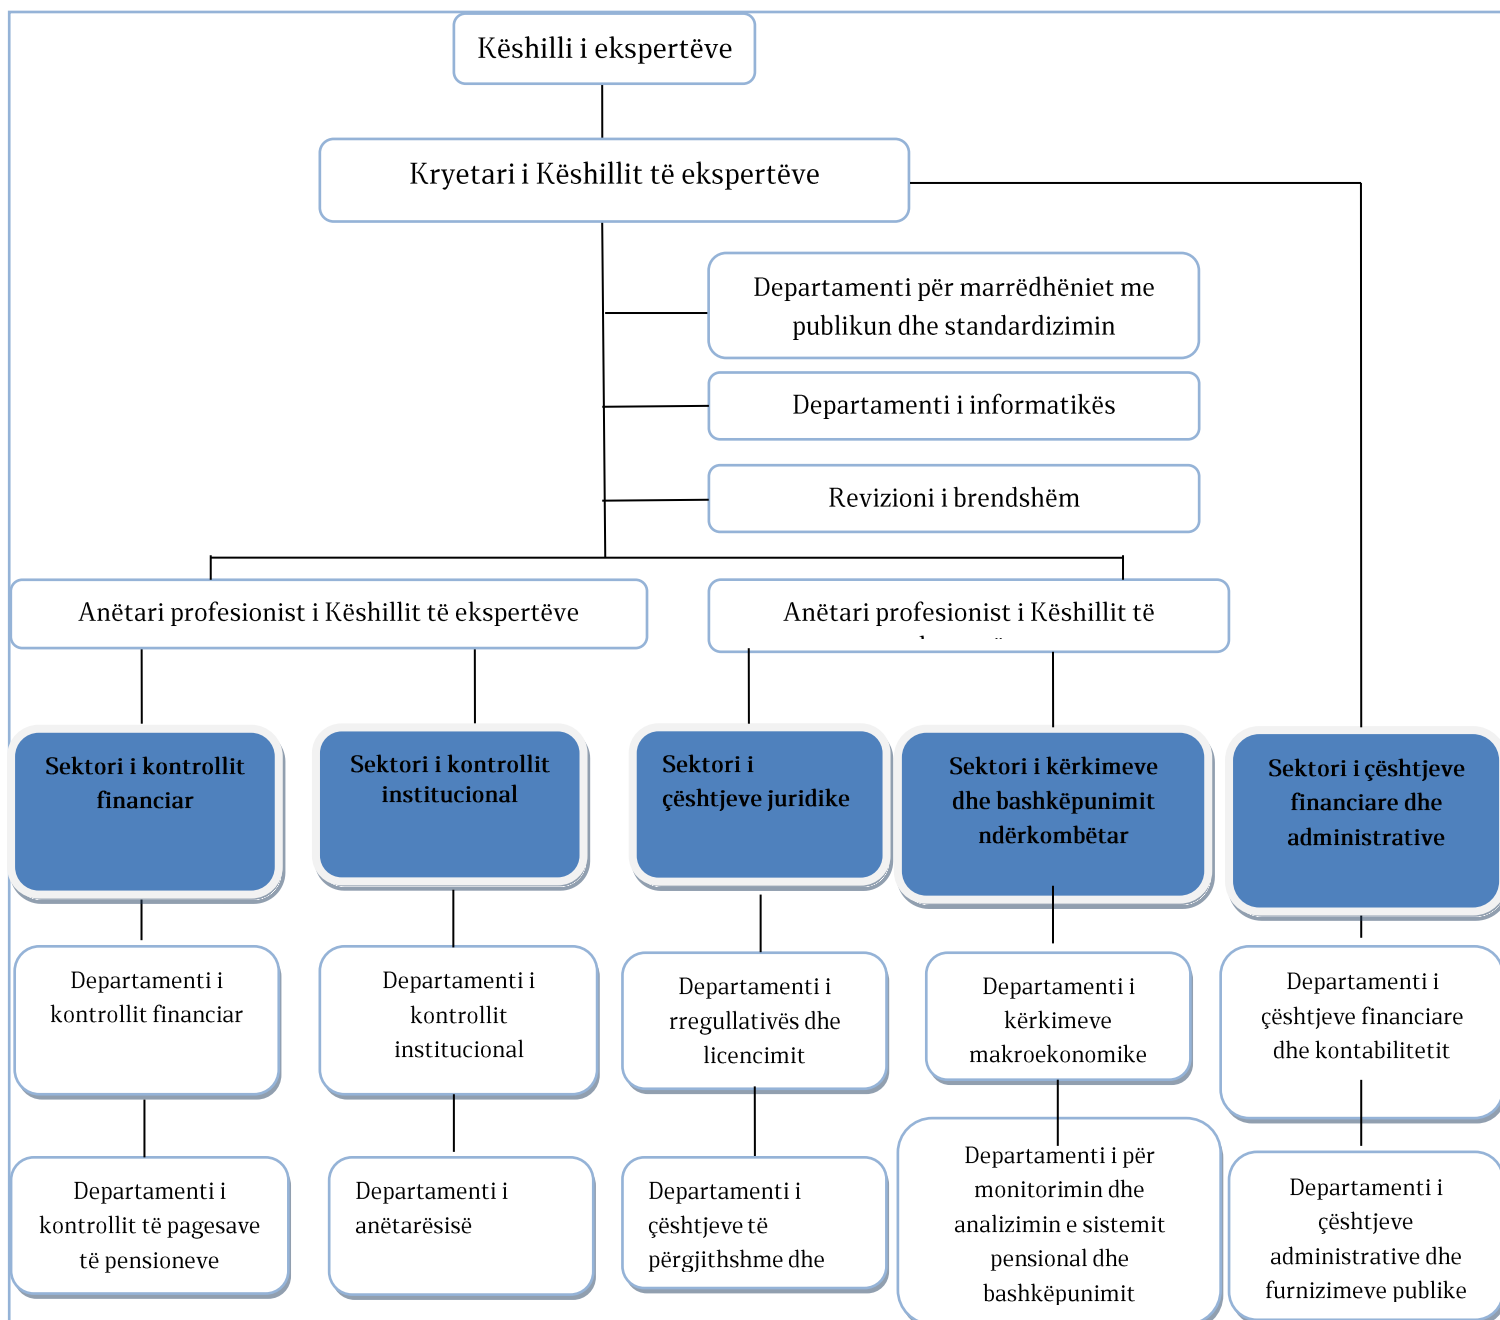 Këshilli i ekspertëve
Kryetari i Këshillit të ekspertëve
Departamenti për marrëdhëniet me
publikun dhe standardizimin
Departamenti i informatikës
Revizioni i brendshëm
Anëtari profesionist i Këshillit të ekspertëve
Anëtari profesionist i Këshillit të
Sektori i kontrollit
financiar
Sektori i kontrollit
institucional
Sektori i
çështjeve juridike
Sektori i kërkimeve
dhe bashkëpunimit
ndërkombëtar
Sektori i çështjeve
financiare dhe
administrative
Departamenti i
kontrollit financiar
Departamenti i
kontrollit
institucional
Departamenti i
rregullativës dhe
licencimit
Departamenti i
kërkimeve
makroekonomike
Departamenti i
çështjeve financiare
dhe kontabilitetit
Departamenti i
kontrollit të pagesave
të pensioneve
Departamenti i
anëtarësisë
Departamenti i
çështjeve të
përgjithshme dhe
Departamenti i për
monitorimin dhe
analizimin e sistemit
pensional dhe
bashkëpunimit
Departamenti i
çështjeve
administrative dhe
furnizimeve publike